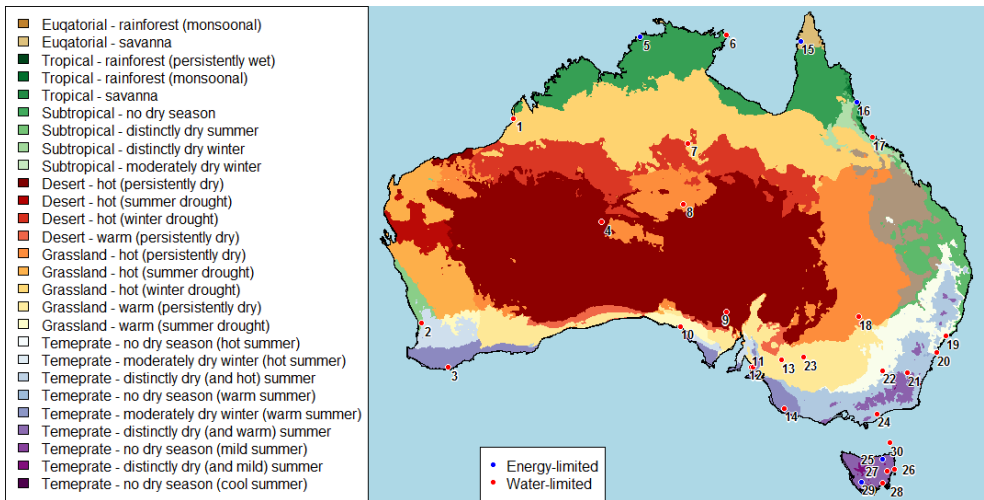 Euqatorial - rainforest (monsoonal)
Euqatorial - savanna
Tropical - rainforest (persistently wet)
Tropical - rainforest (monsoonal)
Tropical - savanna
Subtropical - no dry season
Subtropical - distinctly dry summer
Subtropical - distinctly dry winter
Subtropical - moderately dry winter
Desert - hot (persistently dry)
Desert - hot (summer drought)
Desert - hot (winter drought)
Desert - warm (persistently dry)
Grassland - hot (persistently dry)
Grassland - hot (summer drought)
Grassland - hot (winter drought)
Grassland - warm (persistently dry)
Grassland - warm (summer drought)
Temeprate - no dry season (hot summer)
Temeprate - moderately dry winter (hot summer)
Temeprate - distinctly dry (and hot) summer
Temeprate - no dry season (warm summer)
Temeprate - moderately dry winter (warm summer)
Temeprate - distinctly dry (and warm) summer
Temeprate - no dry season (mild summer)
Temeprate - distinctly dry (and mild) summer
Temeprate - no dry season (cool summer)
5
6
15
16
1
17
7
8
4
9
18
2
10
19
20
11
23
13
12
22
21
3
14
24
30
25
27
26
29
28
Energy-limited
Water-limited